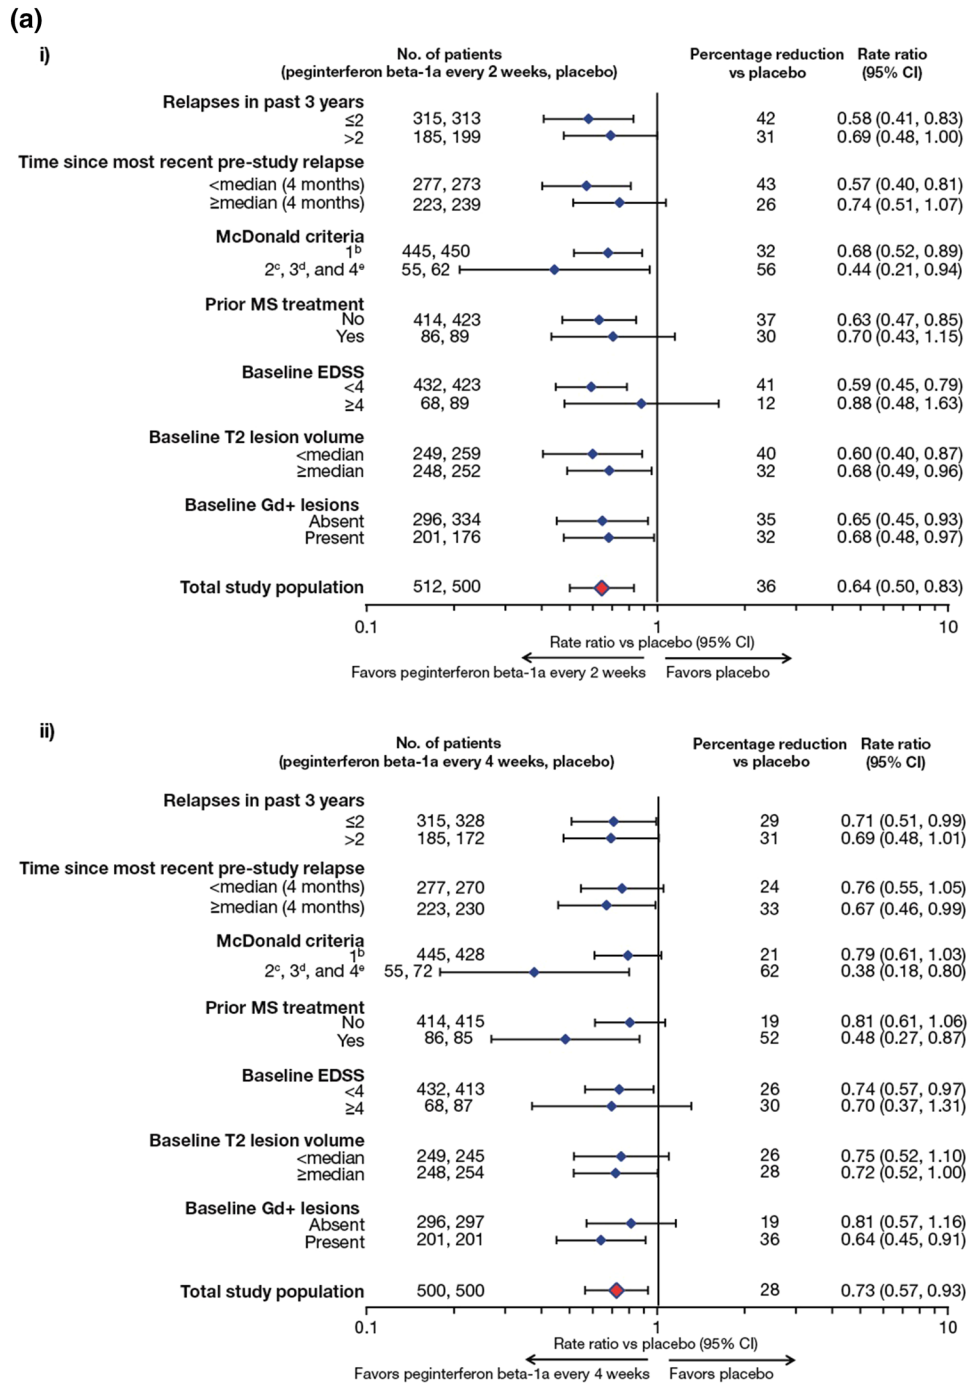 (a)
i)
No. of patients Percentage reduction Rate ratio
(peginterferon beta-1a every 2 weeks, placebo) vs placebo (95% CI)
Relapses in past 3 years
≤2 315, 313 42 0.58 (0.41, 0.83)
>2 185, 199 31 0.69 (0.48, 1.00)
Time since most recent pre-study relapse
<median (4 months) 277, 273 43 0.57 (0.40, 0.81)
≥median (4 months) 223, 239 26 0.74 (0.51, 1.07)
McDonald criteria
1ᵇ 445, 450 32 0.68 (0.52, 0.89)
2ᶜ, 3ᵈ, and 4ᵉ 55, 62 56 0.44 (0.21, 0.94)
Prior MS treatment
No 414, 423 37 0.63 (0.47, 0.85)
Yes 86, 89 30 0.70 (0.43, 1.15)
Baseline EDSS
<4 432, 423 41 0.59 (0.45, 0.79)
≥4 68, 89 12 0.88 (0.48, 1.63)
Baseline T2 lesion volume
<median 249, 259 40 0.60 (0.40, 0.87)
≥median 248, 252 32 0.68 (0.49, 0.96)
Baseline Gd+ lesions
Absent 296, 334 35 0.65 (0.45, 0.93)
Present 201, 176 32 0.68 (0.48, 0.97)
Total study population 512, 500 36 0.64 (0.50, 0.83)
0.1 1 10
Rate ratio vs placebo (95% CI)
Favors peginterferon beta-1a every 2 weeks Favors placebo
ii)
No. of patients Percentage reduction Rate ratio
(peginterferon beta-1a every 4 weeks, placebo) vs placebo (95% CI)
Relapses in past 3 years
≤2 315, 328 29 0.71 (0.51, 0.99)
>2 185, 172 31 0.69 (0.48, 1.01)
Time since most recent pre-study relapse
<median (4 months) 277, 270 24 0.76 (0.55, 1.05)
≥median (4 months) 223, 230 33 0.67 (0.46, 0.99)
McDonald criteria
1ᵇ 445, 428 21 0.79 (0.61, 1.03)
2ᶜ, 3ᵈ, and 4ᵉ 55, 72 62 0.38 (0.18, 0.80)
Prior MS treatment
No 414, 415 19 0.81 (0.61, 1.06)
Yes 86, 85 52 0.48 (0.27, 0.87)
Baseline EDSS
<4 432, 413 26 0.74 (0.57, 0.97)
≥4 68, 87 30 0.70 (0.37, 1.31)
Baseline T2 lesion volume
<median 249, 245 26 0.75 (0.52, 1.10)
≥median 248, 254 28 0.72 (0.52, 1.00)
Baseline Gd+ lesions
Absent 296, 297 19 0.81 (0.57, 1.16)
Present 201, 201 36 0.64 (0.45, 0.91)
Total study population 500, 500 28 0.73 (0.57, 0.93)
0.1 1 10
Rate ratio vs placebo (95% CI)
Favors peginterferon beta-1a every 4 weeks Favors placebo